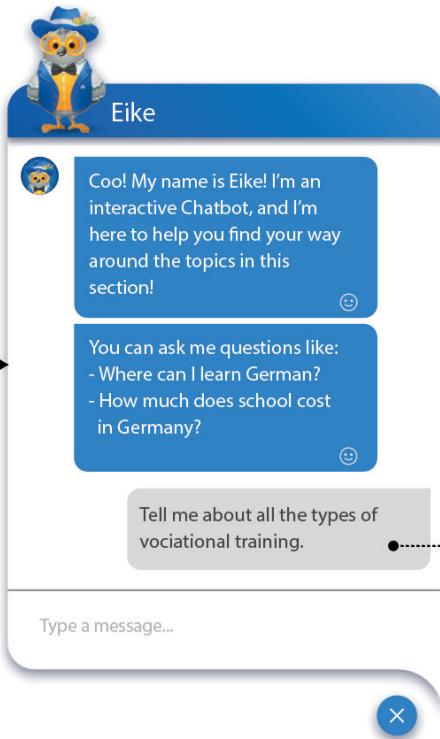 Eike
Coo! My name is Eike! I'm an
interactive Chatbot, and I'm
here to help you find your way
around the topics in this
section!
You can ask me questions like:
- Where can I learn German?
- How much does school cost
in Germany?
Tell me about all the types of
vociational training.
Type a message...